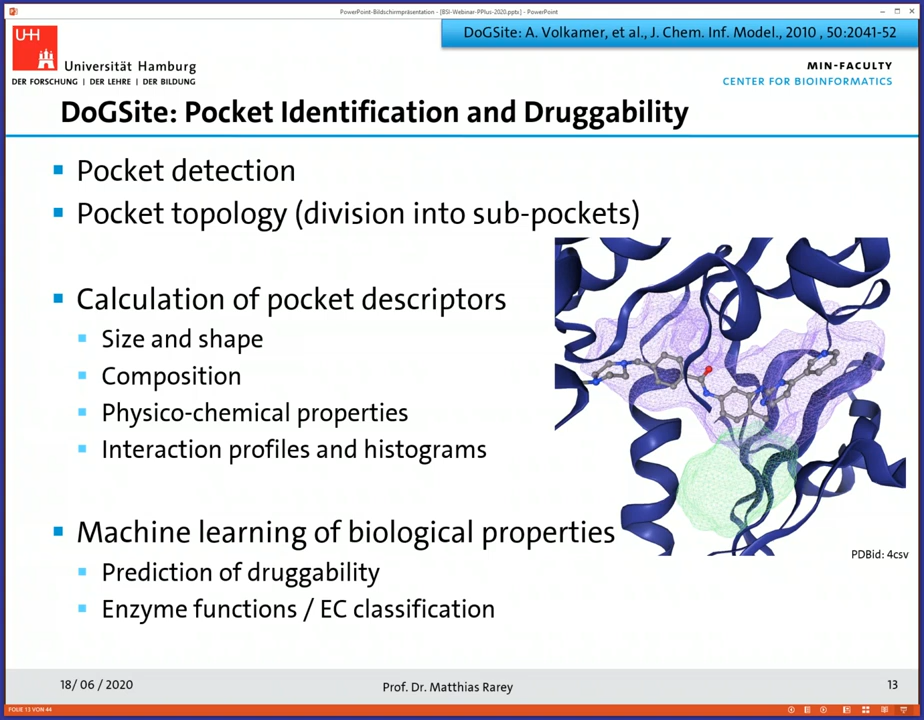 PowerPoint-Bildschirmpräsentation - [BSI-Webinar-PPlus-2020.pptx] - PowerPoint
DoGSite: A. Volkamer, et al., J. Chem. Inf. Model., 2010 , 50:2041-52
UHH
Universität Hamburg
DER FORSCHUNG | DER LEHRE | DER BILDUNG
MIN-FACULTY
CENTER FOR BIOINFORMATICS
DoGSite: Pocket Identification and Druggability
Pocket detection
Pocket topology (division into sub-pockets)
Calculation of pocket descriptors
Size and shape
Composition
Physico-chemical properties
Interaction profiles and histograms
Machine learning of biological properties
Prediction of druggability
Enzyme functions / EC classification
PDBid: 4csv
18/ 06 / 2020
Prof. Dr. Matthias Rarey
13
FOLIE 13 VON 44